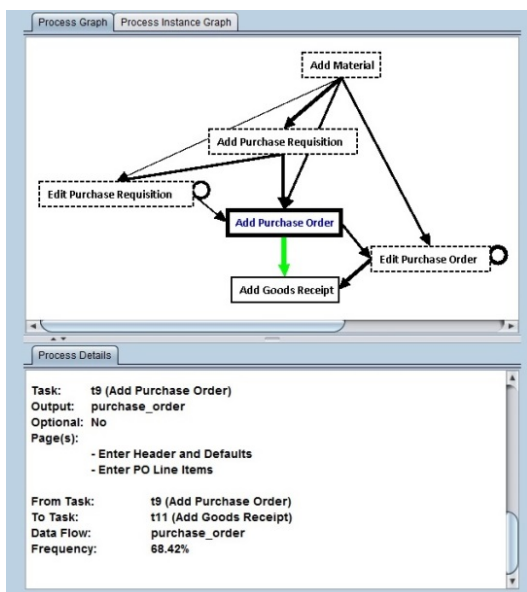 Process Graph Process Instance Graph
Add Material
Add Purchase Requisition
Edit Purchase Requisition
Add Purchase Order
Edit Purchase Order
Add Goods Receipt
Process Details
Task: t9 (Add Purchase Order)
Output: purchase_order
Optional: No
Page(s):
- Enter Header and Defaults
- Enter PO Line Items
From Task: t9 (Add Purchase Order)
To Task: t11 (Add Goods Receipt)
Data Flow: purchase_order
Frequency: 68.42%